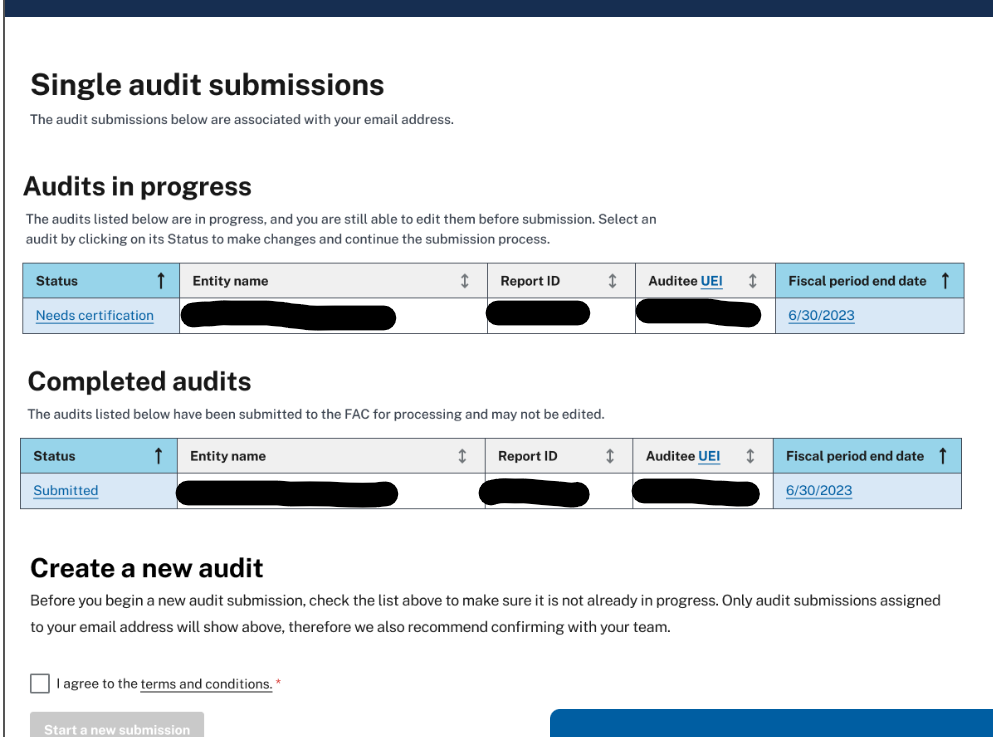 Single audit submissions
The audit submissions below are associated with your email address.
Audits in progress
The audits listed below are in progress, and you are still able to edit them before submission. Select an
audit by clicking on its Status to make changes and continue the submission process.
Status ↑ Entity name ↕ Report ID ↕ Auditee UEI ↕ Fiscal period end date ↑
Needs certification 6/30/2023
Completed audits
The audits listed below have been submitted to the FAC for processing and may not be edited.
Status ↑ Entity name ↕ Report ID ↕ Auditee UEI ↕ Fiscal period end date ↑
Submitted 6/30/2023
Create a new audit
Before you begin a new audit submission, check the list above to make sure it is not already in progress. Only audit submissions assigned
to your email address will show above, therefore we also recommend confirming with your team.
I agree to the terms and conditions. *
Start a new submission